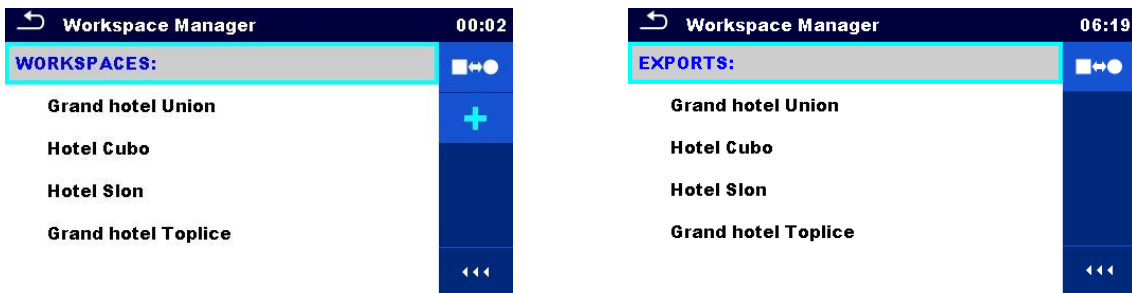 Workspace Manager 00:02
WORKSPACES:
Grand hotel Union
Hotel Cubo
Hotel Slon
Grand hotel Toplice
Workspace Manager 06:19
EXPORTS:
Grand hotel Union
Hotel Cubo
Hotel Slon
Grand hotel Toplice